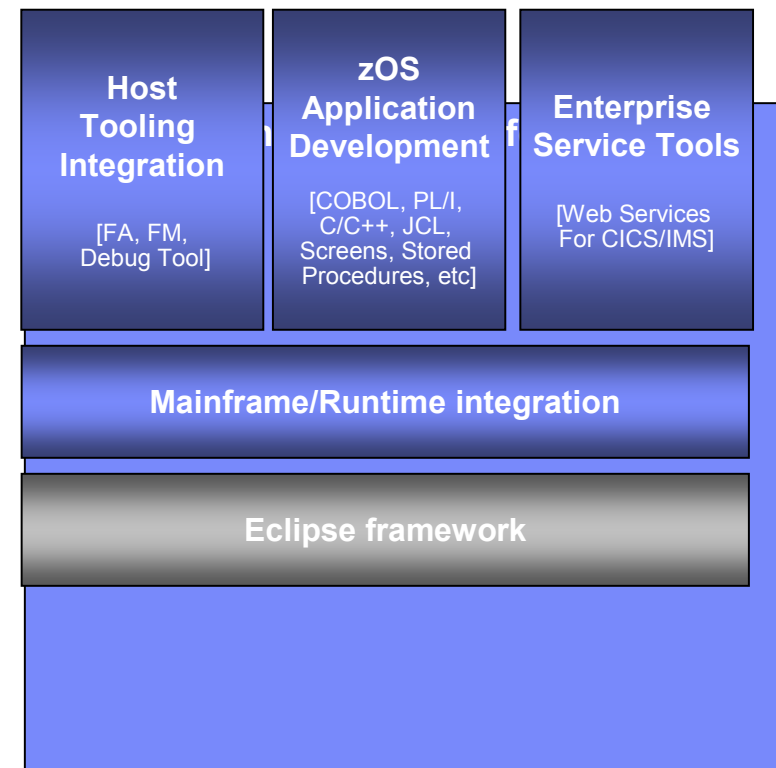 Host
Tooling
Integration
[FA, FM,
Debug Tool]
zOS
Application
Development
[COBOL, PL/I,
C/C++, JCL,
Screens, Stored
Procedures, etc]
Enterprise
Service Tools
[Web Services
For CICS/IMS]
Mainframe/Runtime integration
Eclipse framework